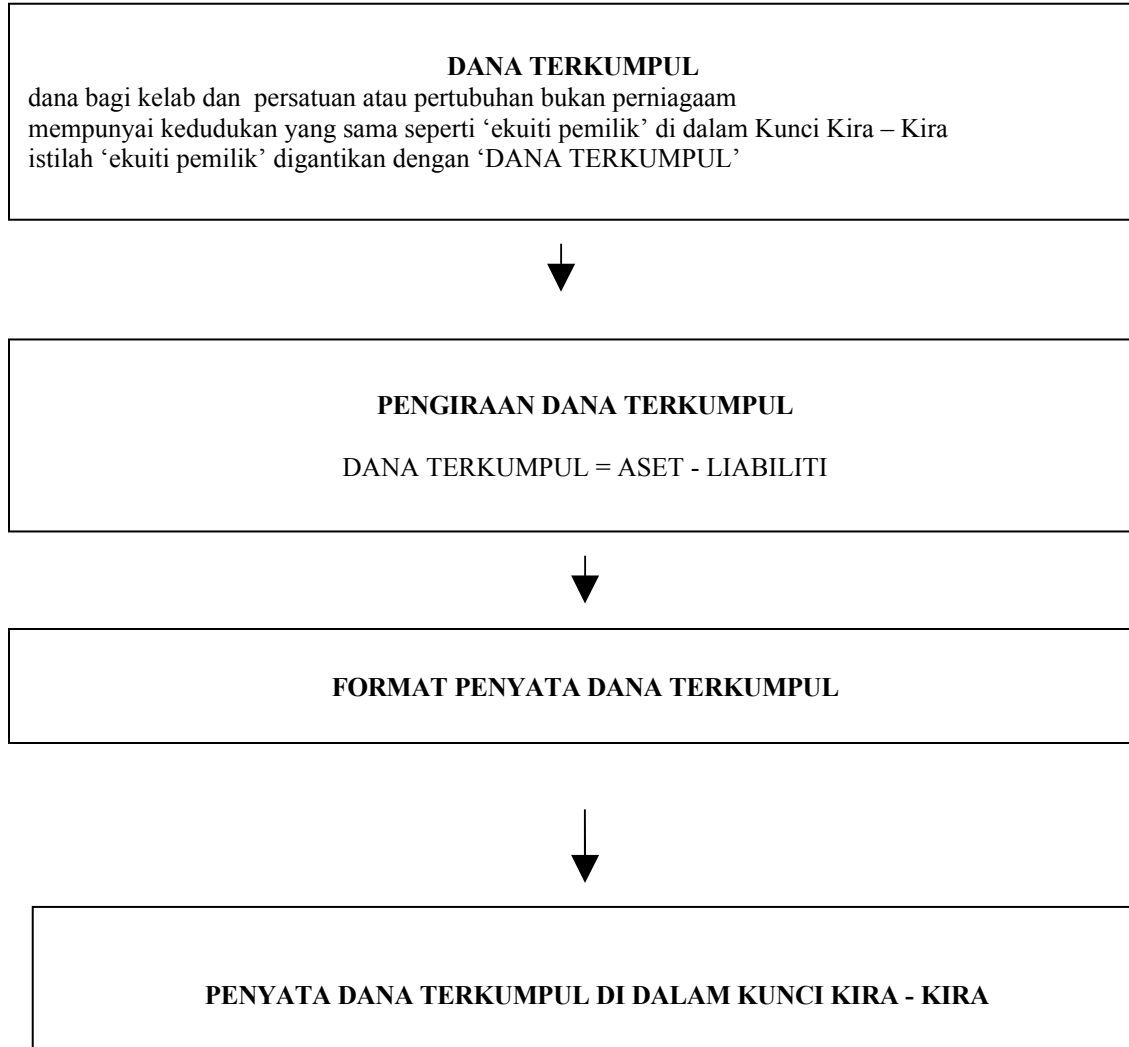 DANA TERKUMPUL
dana bagi kelab dan  persatuan atau pertubuhan bukan perniagaam
mempunyai kedudukan yang sama seperti ‘ekuiti pemilik’ di dalam Kunci Kira – Kira
istilah ‘ekuiti pemilik’ digantikan dengan ‘DANA TERKUMPUL’
PENGIRAAN DANA TERKUMPUL
DANA TERKUMPUL = ASET - LIABILITI
FORMAT PENYATA DANA TERKUMPUL
PENYATA DANA TERKUMPUL DI DALAM KUNCI KIRA - KIRA